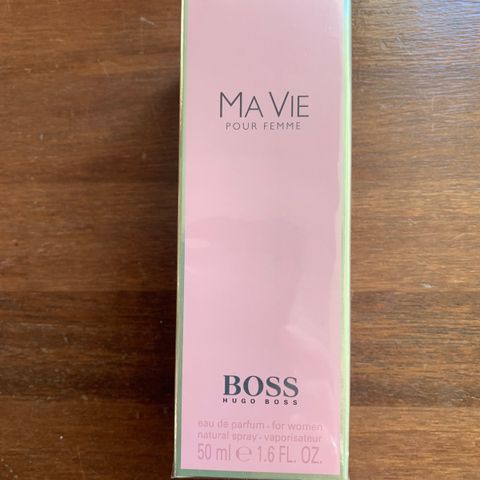 MA VIE
POUR FEMME
BOSS
HUGO BOSS
eau de parfum - for women
natural spray - vaporisateur
50 ml ℮ 1.6 FL. OZ.